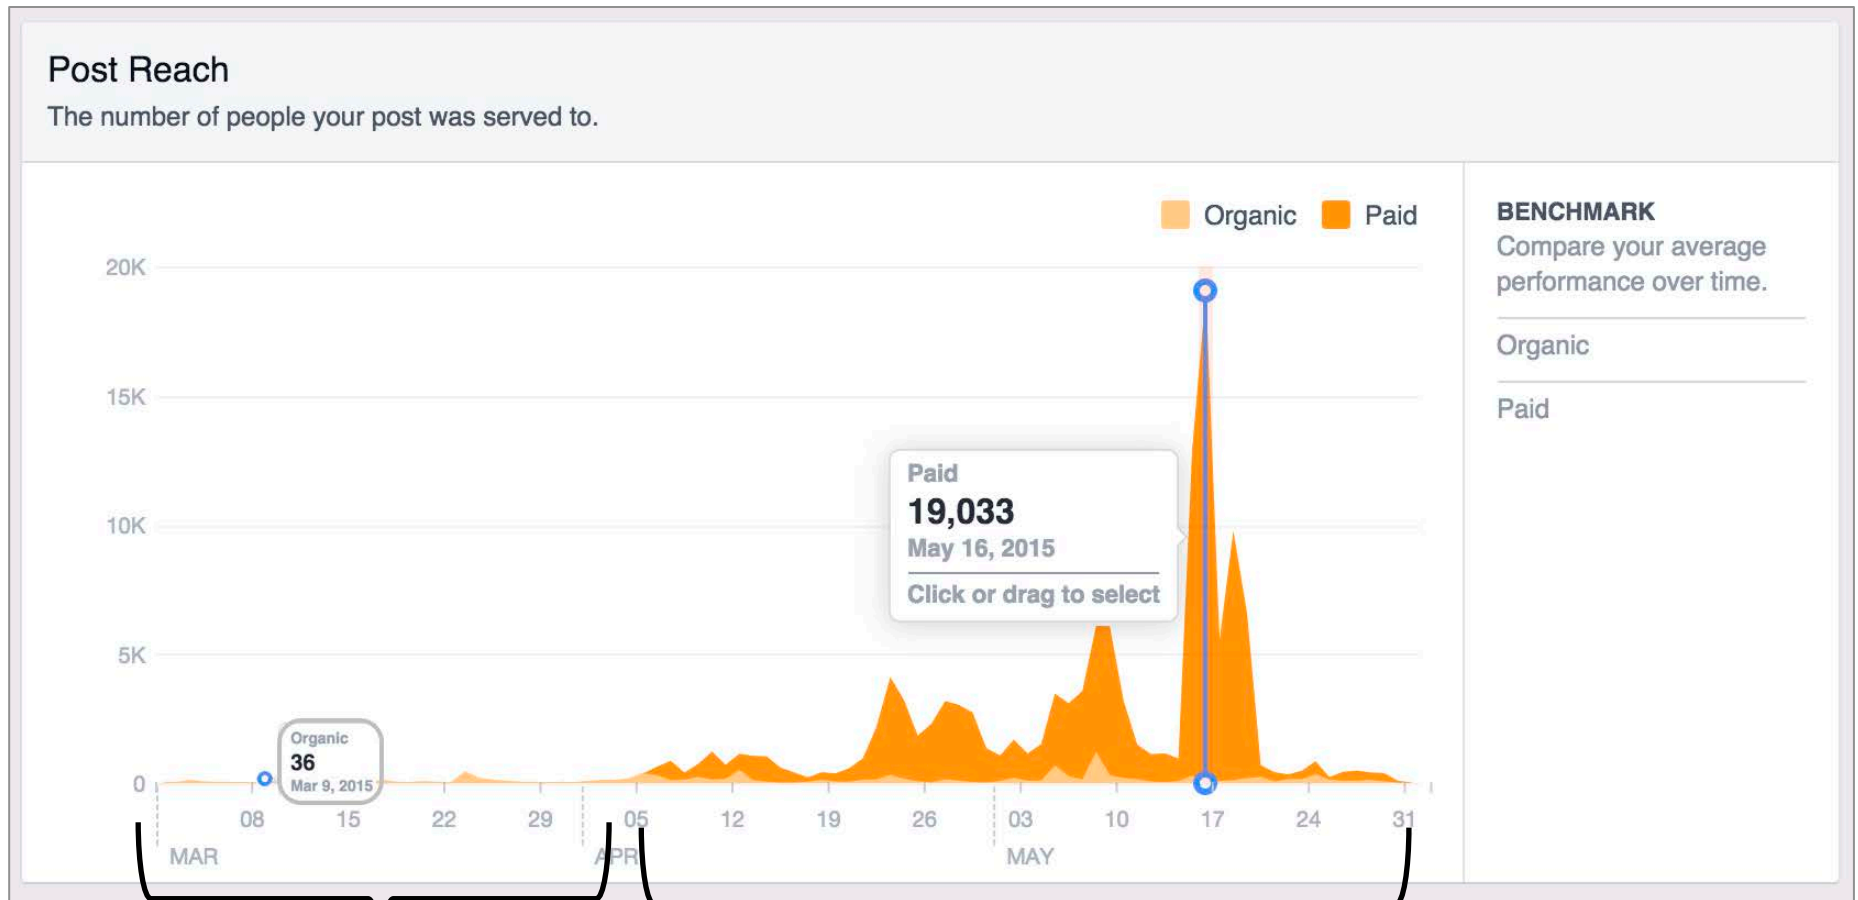 Post Reach
The number of people your post was served to.
Organic Paid
BENCHMARK
Compare your average
performance over time.
Organic
Paid
20K
15K
10K
5K
0
Paid
19,033
May 16, 2015
Click or drag to select
Organic
36
Mar 9, 2015
08 15 22 29 05 12 19 26 03 10 17 24 31
MAR APR MAY